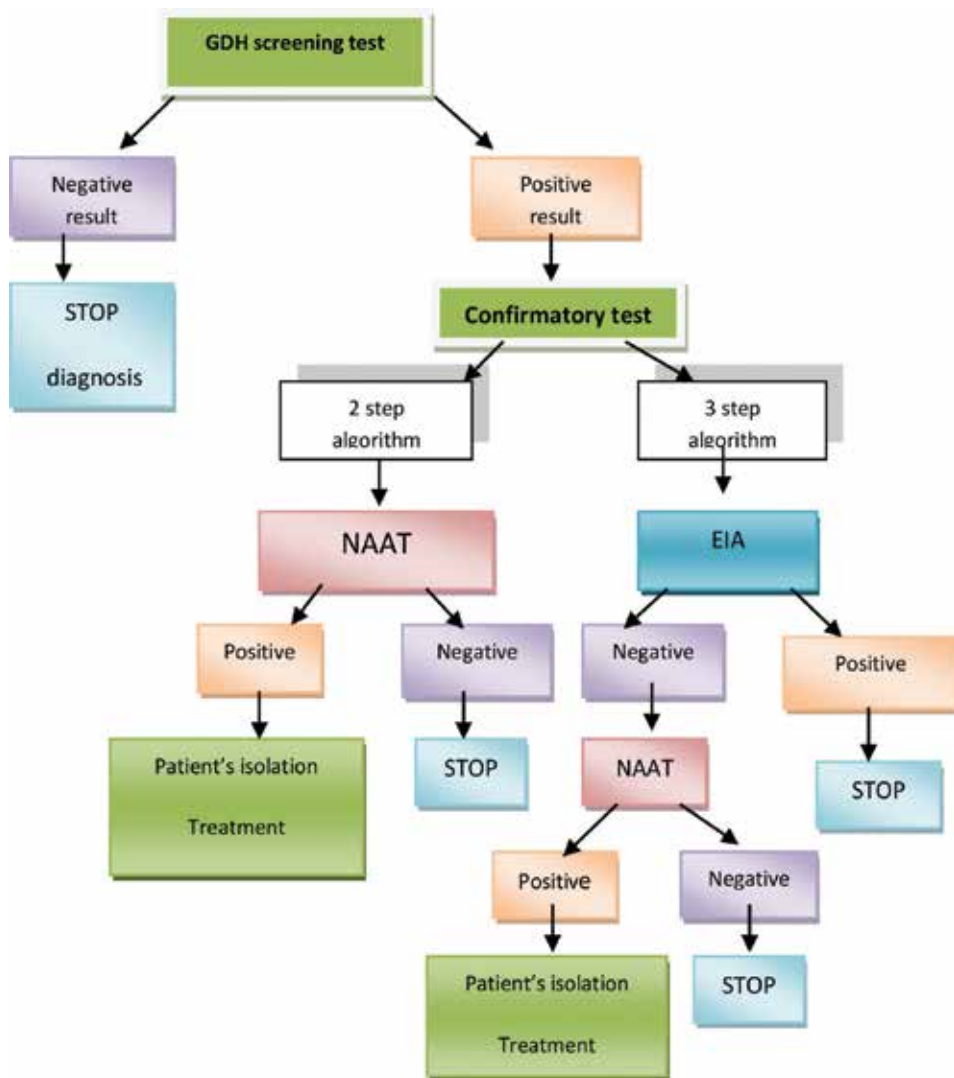 GDH screening test
Negative
result
Positive
result
STOP
diagnosis
Confirmatory test
2 step
algorithm
3 step
algorithm
NAAT
EIA
Positive
Negative
Negative
Positive
Patient's isolation
Treatment
STOP
NAAT
STOP
Positive
Negative
Patient's isolation
Treatment
STOP